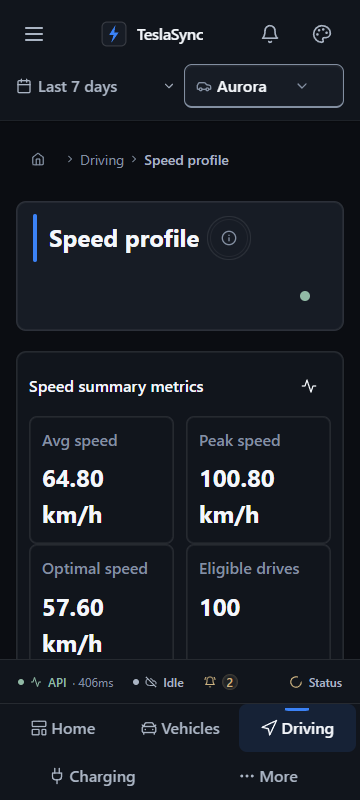 TeslaSync
Last 7 days
Aurora
Driving
Speed profile
Speed profile
Speed summary metrics
Avg speed
64.80
km/h
Peak speed
100.80
km/h
Optimal speed
57.60
km/h
Eligible drives
100
API · 406ms
Idle
2
Status
Home
Vehicles
Driving
Charging
More